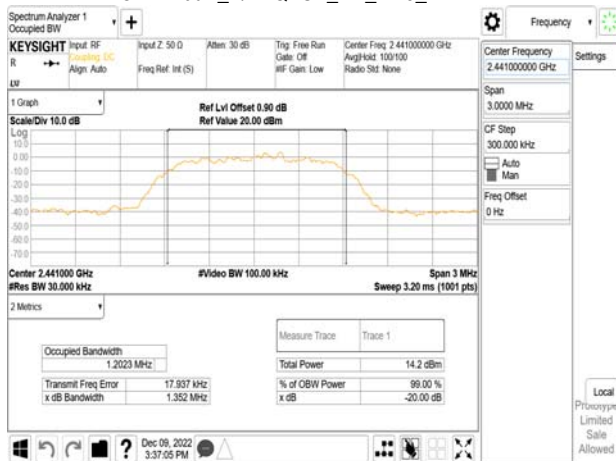 Spectrum Analyzer 1
Occupied BW
+
Frequency
KEYSIGHT
R
Input: RF
Coupling: DC
Align: Auto
Input Z: 50 Ω
Freq Ref: Int (S)
Atten: 30 dB
Trig: Free Run
Gate: Off
#IF Gain: Low
Center Freq: 2.441000000 GHz
Avg|Hold: 100/100
Radio Std: None
Center Frequency
2.441000000 GHz
Settings
Span
3.0000 MHz
CF Step
300.000 kHz
Auto
Man
Freq Offset
0 Hz
1 Graph
Scale/Div 10.0 dB
Ref Lvl Offset 0.90 dB
Ref Value 20.00 dBm
Log
10.0
0.00
-10.0
-20.0
-30.0
-40.0
-50.0
-60.0
-70.0
Center 2.441000 GHz
#Video BW 100.00 kHz
Span 3 MHz
#Res BW 30.000 kHz
Sweep 3.20 ms (1001 pts)
2 Metrics
Measure Trace
Trace 1
Occupied Bandwidth
1.2023 MHz
Total Power
14.2 dBm
Transmit Freq Error
17.937 kHz
% of OBW Power
99.00 %
x dB Bandwidth
1.352 MHz
x dB
-20.00 dB
Local
Prototype
Limited
Sale
Allowed
?
Dec 09, 2022
3:37:05 PM